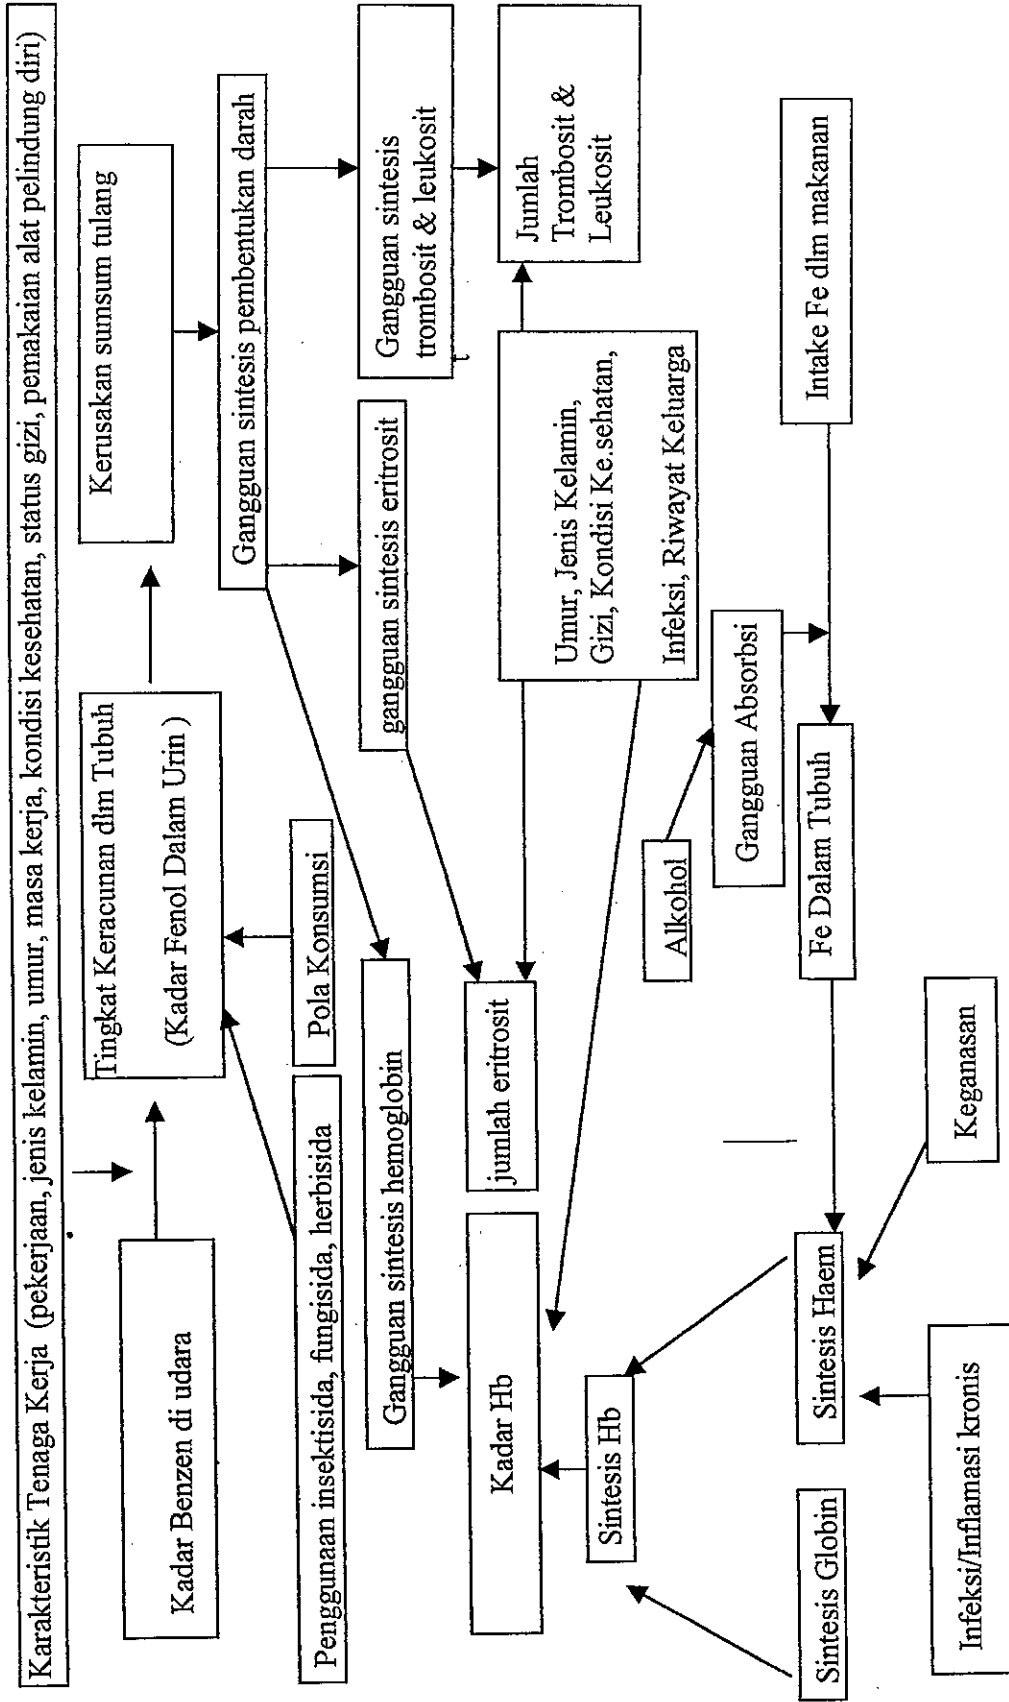 Karakteristik Tenaga Kerja (pekerjaan, jenis kelamin, umur, masa kerja, kondisi kesehatan, status gizi, pemakaian alat pelindung diri)
Kadar Benzen di udara
Tingkat Keracunan dlm Tubuh
(Kadar Fenol Dalam Urin )
Kerusakan sumsum tulang
Penggunaan insektisida, fungisida, herbisida
Pola Konsumsi
Gangguan sintesis pembentukan darah
Gangguan sintesis hemoglobin
gangguan sintesis eritrosit
Gangguan sintesis
trombosit & leukosit
Kadar Hb
jumlah eritrosit
Umur, Jenis Kelamin,
Gizi, Kondisi Ke.sehatan,
Infeksi, Riwayat Keluarga
Jumlah
Trombosit &
Leukosit
Sintesis Hb
Alkohol
Gangguan Absorbsi
Sintesis Globin
Sintesis Haem
Fe Dalam Tubuh
Intake Fe dlm makanan
Infeksi/Inflamasi kronis
Keganasan